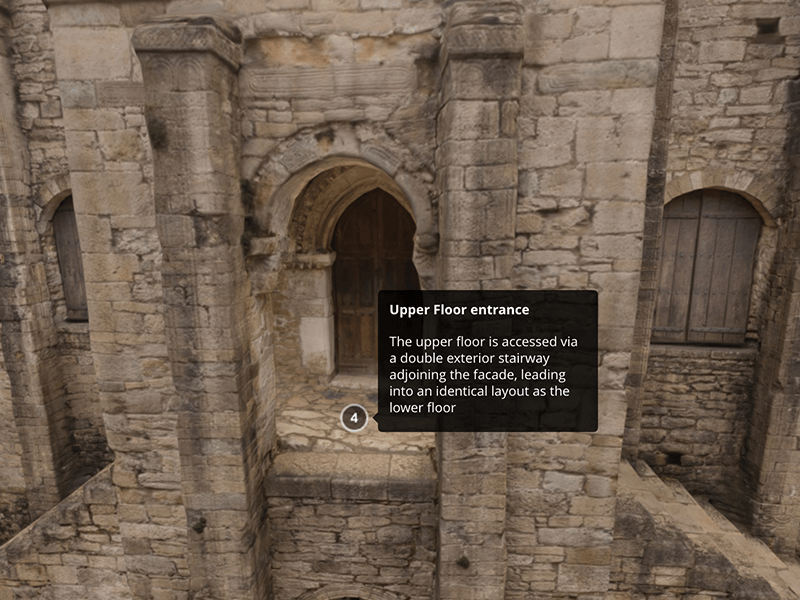 Upper Floor entrance
The upper floor is accessed via
a double exterior stairway
adjoining the facade, leading
into an identical layout as the
lower floor
4